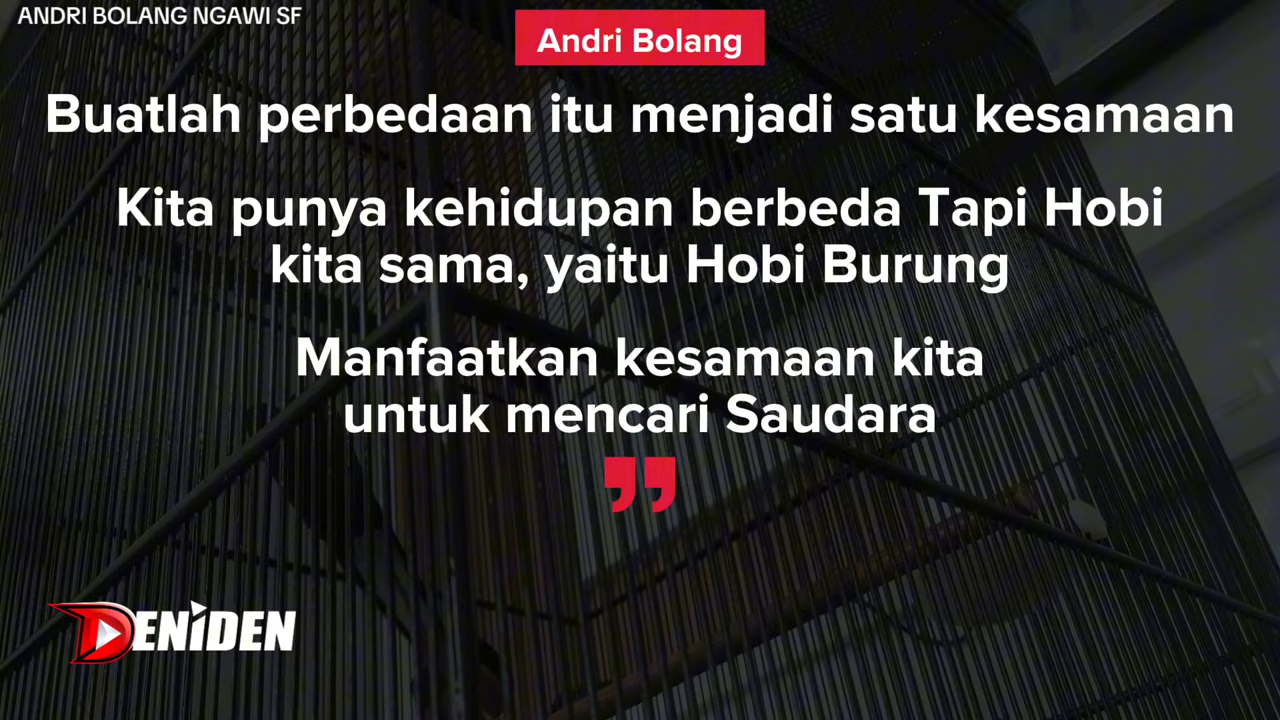 ANDRI BOLANG NGAWI SF
Andri Bolang
Buatlah perbedaan itu menjadi satu kesamaan
Kita punya kehidupan berbeda Tapi Hobi
kita sama, yaitu Hobi Burung
Manfaatkan kesamaan kita
untuk mencari Saudara
”
DENIDEN